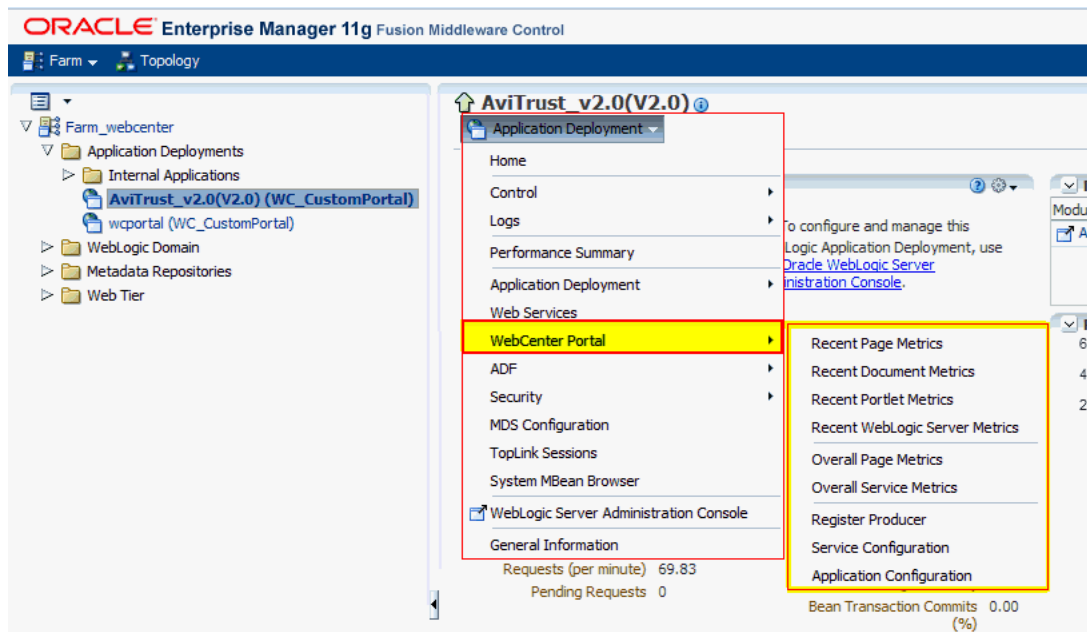 ORACLE Enterprise Manager 11g Fusion Middleware Control
Farm Topology
Farm_webcenter
Application Deployments
Internal Applications
AviTrust_v2.0(V2.0) (WC_CustomPortal)
wcportal (WC_CustomPortal)
WebLogic Domain
Metadata Repositories
Web Tier
AviTrust_v2.0(V2.0)
Application Deployment
Home
Control
Logs
Performance Summary
Application Deployment
Web Services
WebCenter Portal
ADF
Security
MDS Configuration
TopLink Sessions
System MBean Browser
WebLogic Server Administration Console
General Information
To configure and manage this
Logic Application Deployment, use
Oracle WebLogic Server
inistration Console.
Modu
A
6
4
2
Recent Page Metrics
Recent Document Metrics
Recent Portlet Metrics
Recent WebLogic Server Metrics
Overall Page Metrics
Overall Service Metrics
Register Producer
Service Configuration
Application Configuration
Requests (per minute) 69.83
Pending Requests 0
Bean Transaction Commits 0.00
(%)